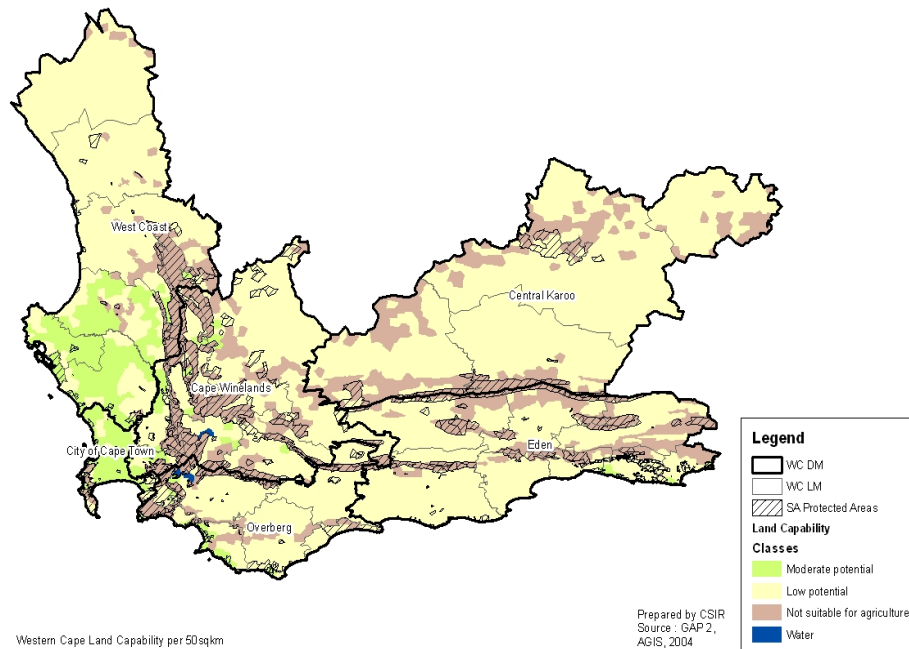 West Coast
Central Karoo
Cape Winelands
City of Cape Town
Eden
Overberg
Legend
WC DM
WC LM
SA Protected Areas
Land Capability
Classes
Moderate potential
Low potential
Not suitable for agriculture
Water
Prepared by CSIR
Source : GAP 2,
AGIS, 2004
Western Cape Land Capability per 50sqkm